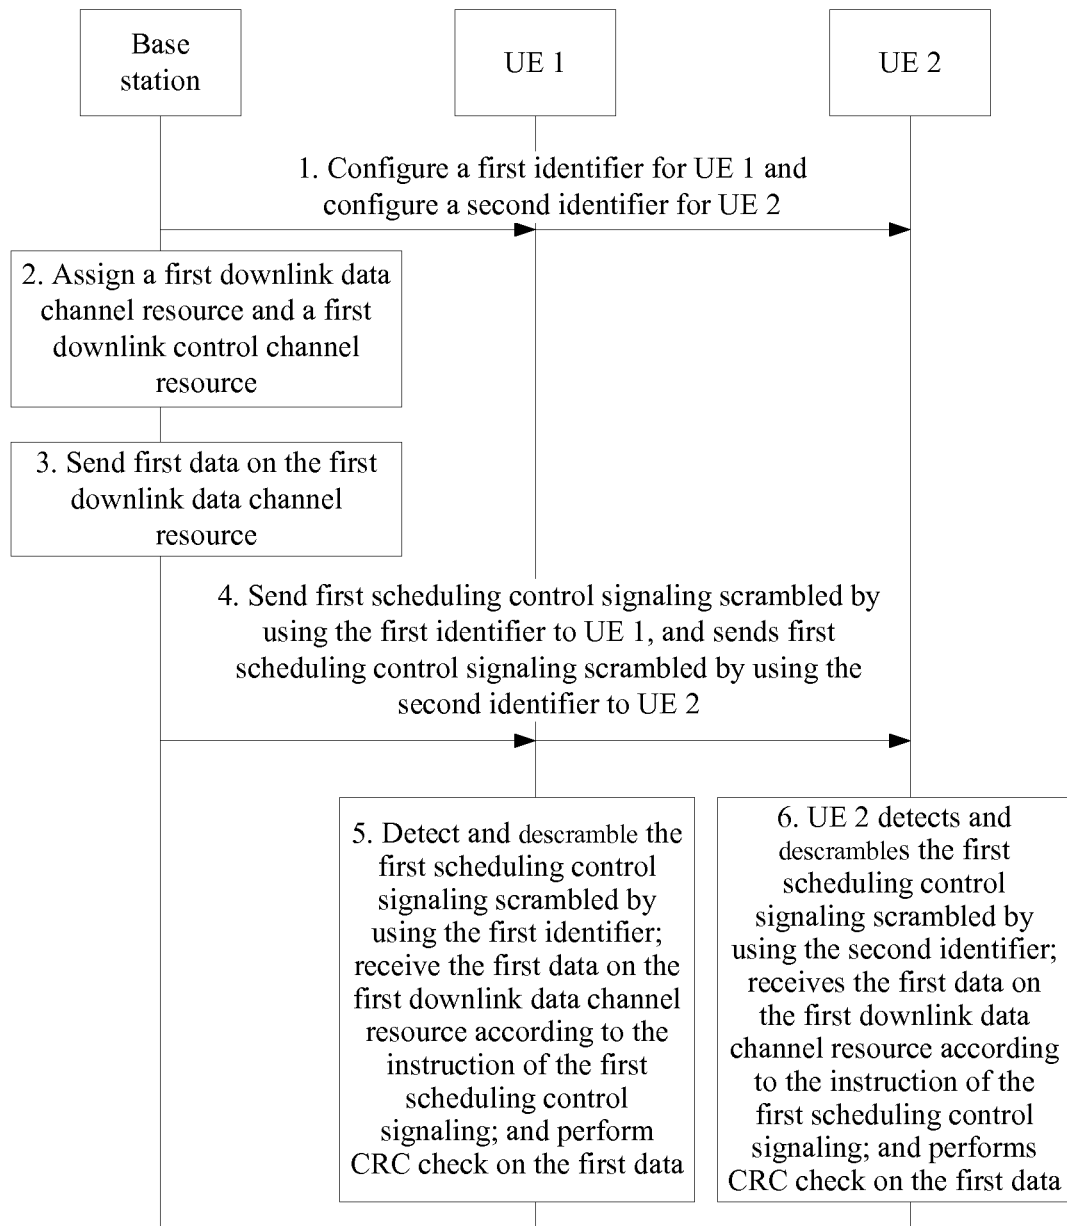 Base
station
UE 1
UE 2
1. Configure a first identifier for UE 1 and
configure a second identifier for UE 2
2. Assign a first downlink data
channel resource and a first
downlink control channel
resource
3. Send first data on the first
downlink data channel
resource
4. Send first scheduling control signaling scrambled by
using the first identifier to UE 1, and sends first
scheduling control signaling scrambled by using the
second identifier to UE 2
5. Detect and descramble the
first scheduling control
signaling scrambled by
using the first identifier;
receive the first data on the
first downlink data channel
resource according to the
instruction of the first
scheduling control
signaling; and perform
CRC check on the first data
6. UE 2 detects and
descrambles the first
scheduling control
signaling scrambled by
using the second identifier;
receives the first data on
the first downlink data
channel resource according
to the instruction of the
first scheduling control
signaling; and performs
CRC check on the first data